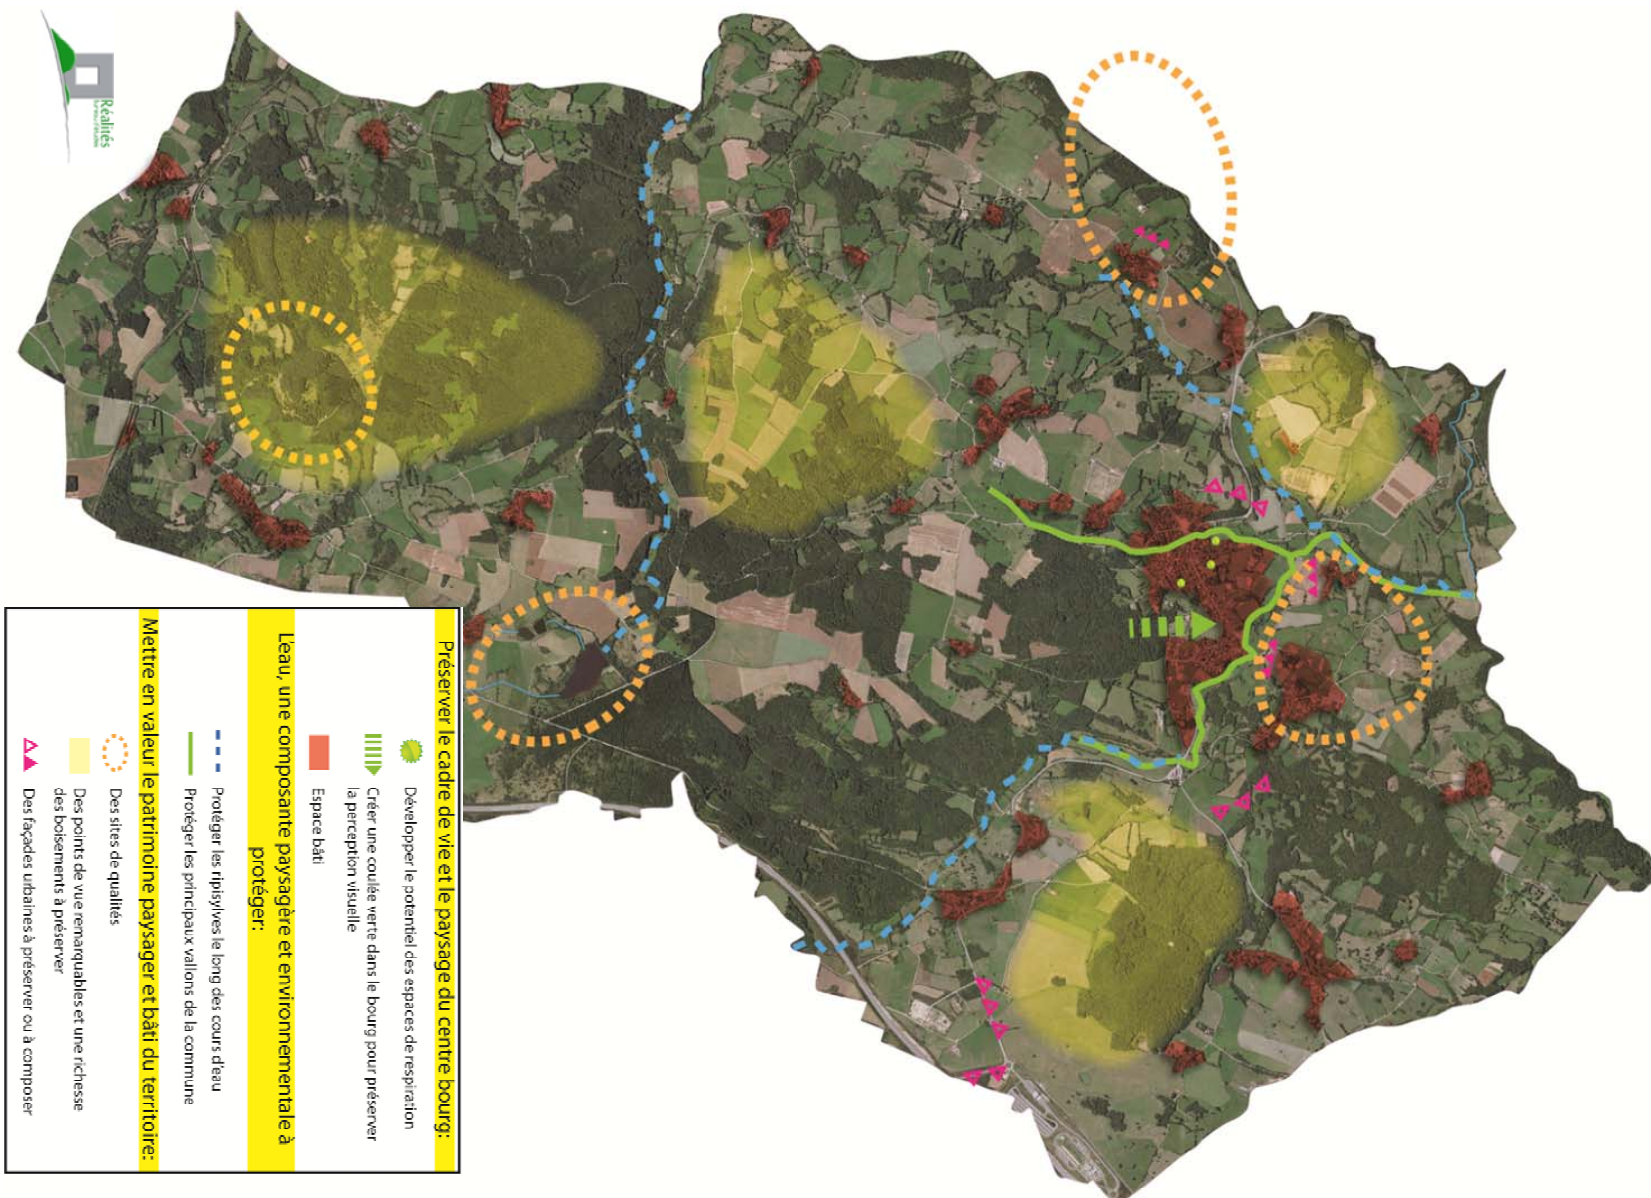 Réalités
Bureau d'études
Préserver le cadre de vie et le paysage du centre bourg:
Développer le potentiel des espaces de respiration
Créer une coulée verte dans le bourg pour préserver
la perception visuelle
Espace bâti
L'eau, une composante paysagère et environnementale à
protéger:
Protéger les ripisylves le long des cours d'eau
Protéger les principaux vallons de la commune
Mettre en valeur le patrimoine paysager et bâti du territoire:
Des sites de qualités
Des points de vue remarquables et une richesse
des boisements à préserver
Des façades urbaines à préserver ou à composer